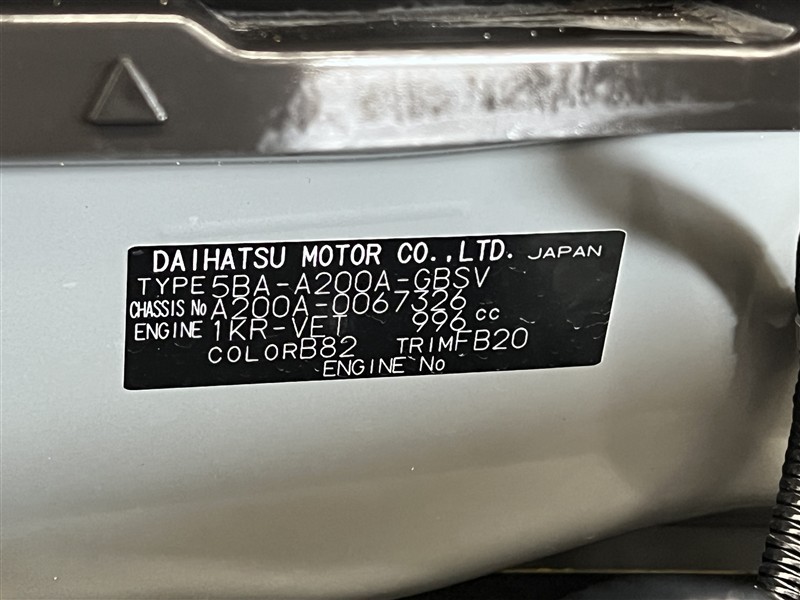 DAIHATSU MOTOR CO.,LTD. JAPAN
TYPE 5BA-A200A-GBSV
CHASSIS No A200A-0067326
ENGINE 1KR-VET 996 cc
COLOR B82 TRIM FB20
ENGINE No